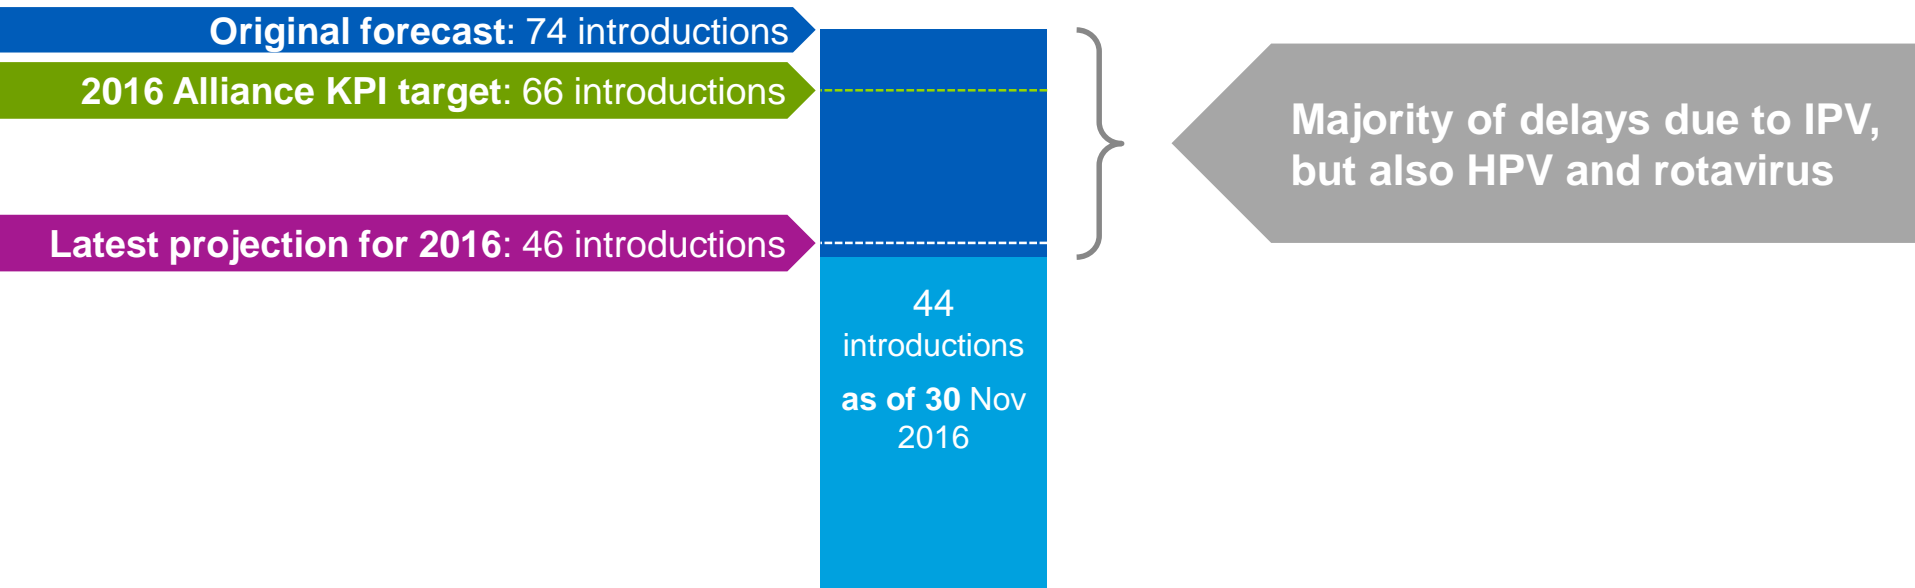 Original forecast: 74 introductions
2016 Alliance KPI target: 66 introductions
Latest projection for 2016: 46 introductions
44
introductions
as of 30 Nov
2016
Majority of delays due to IPV,
but also HPV and rotavirus